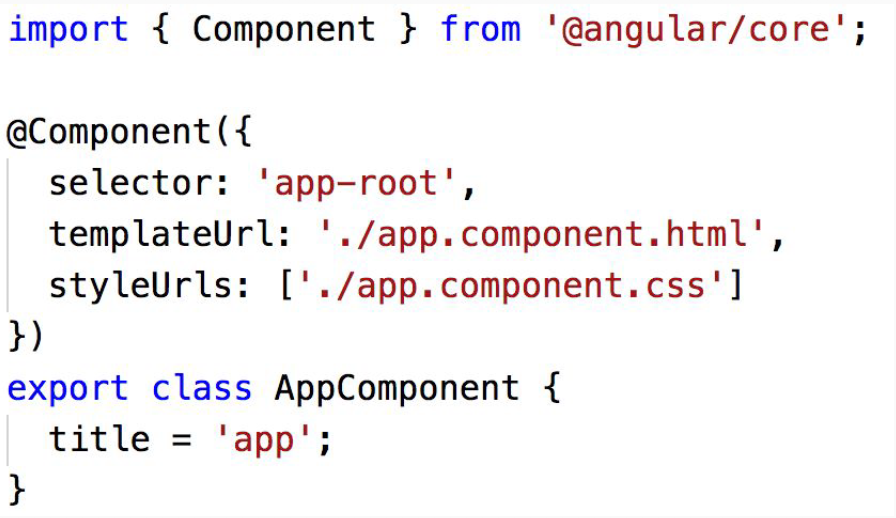 import { Component } from '@angular/core';
@Component({
selector: 'app-root',
templateUrl: './app.component.html',
styleUrls: ['./app.component.css']
})
export class AppComponent {
title = 'app';
}